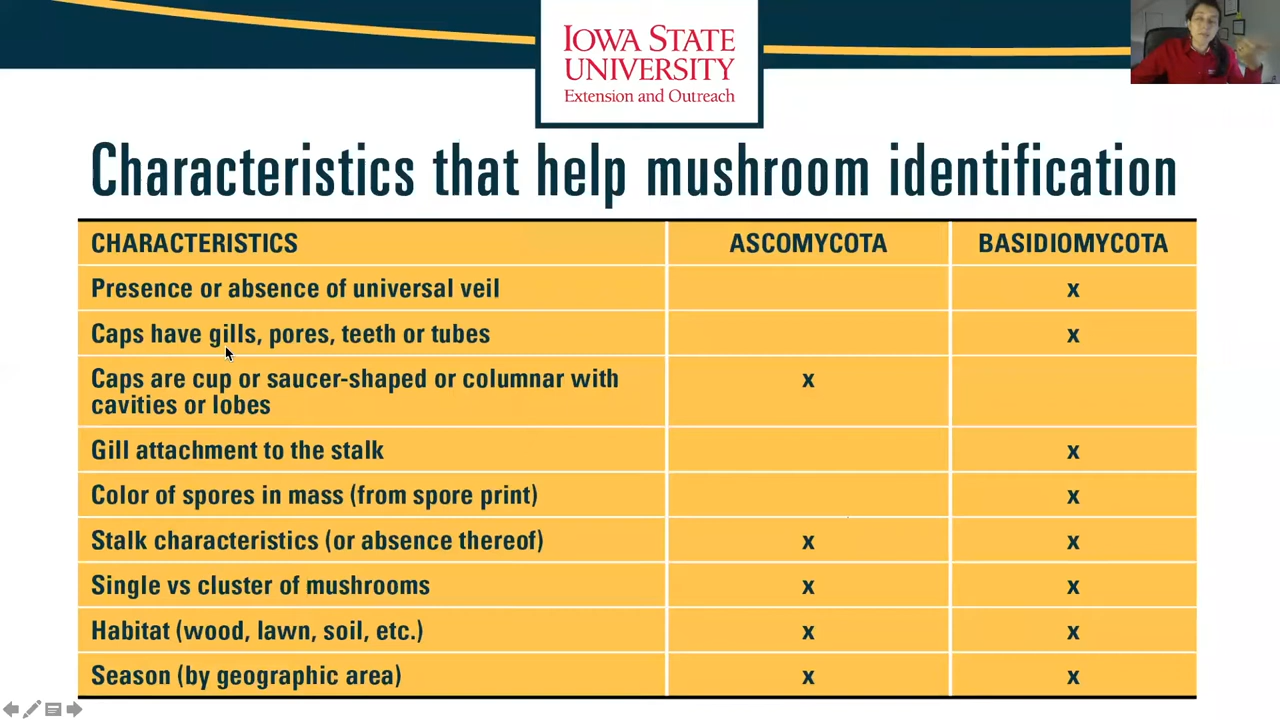 IOWA STATE
UNIVERSITY
Extension and Outreach
Characteristics that help mushroom identification
CHARACTERISTICS ASCOMYCOTA BASIDIOMYCOTA
Presence or absence of universal veil x
Caps have gills, pores, teeth or tubes x
Caps are cup or saucer-shaped or columnar with x
cavities or lobes
Gill attachment to the stalk x
Color of spores in mass (from spore print) x
Stalk characteristics (or absence thereof) x x
Single vs cluster of mushrooms x x
Habitat (wood, lawn, soil, etc.) x x
Season (by geographic area) x x